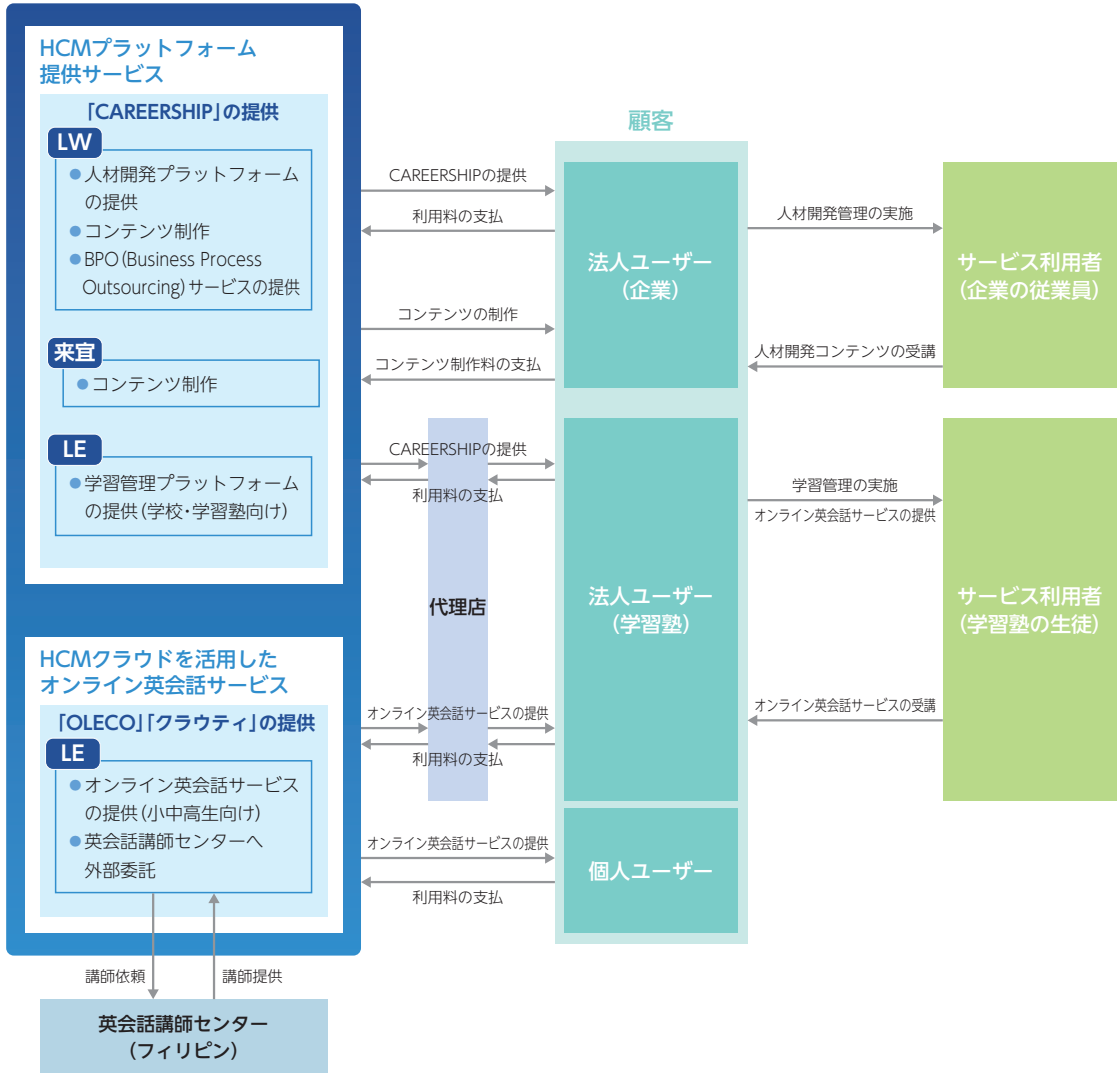 HCMプラットフォーム
提供サービス
「CAREERSHIP」の提供
LW
●人材開発プラットフォーム
の提供
●コンテンツ制作
●BPO(Business Process
Outsourcing)サービスの提供
来宜
●コンテンツ制作
LE
●学習管理プラットフォーム
の提供(学校・学習塾向け)
HCMクラウドを活用した
オンライン英会話サービス
「OLECO」「クラウティ」の提供
LE
●オンライン英会話サービス
の提供(小中高生向け)
●英会話講師センターへ
外部委託
講師依頼
講師提供
英会話講師センター
(フィリピン)
CAREERSHIPの提供
利用料の支払
コンテンツの制作
コンテンツ制作料の支払
CAREERSHIPの提供
利用料の支払
代理店
オンライン英会話サービスの提供
利用料の支払
オンライン英会話サービスの提供
利用料の支払
顧客
法人ユーザー
(企業)
法人ユーザー
(学習塾)
個人ユーザー
人材開発管理の実施
人材開発コンテンツの受講
学習管理の実施
オンライン英会話サービスの提供
オンライン英会話サービスの受講
サービス利用者
(企業の従業員)
サービス利用者
(学習塾の生徒)